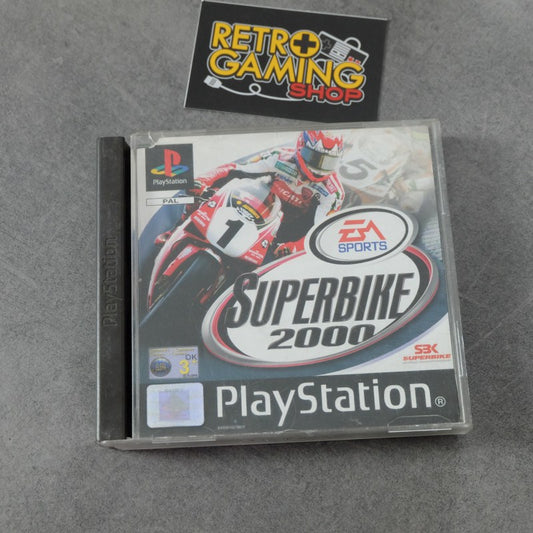 RETRO
GAMING
SHOP
PlayStation
PAL
1
5
EA
SPORTS
SUPERBIKE
2000
SBK
SUPERBIKE
OK
3+
PlayStation®
PlayStation